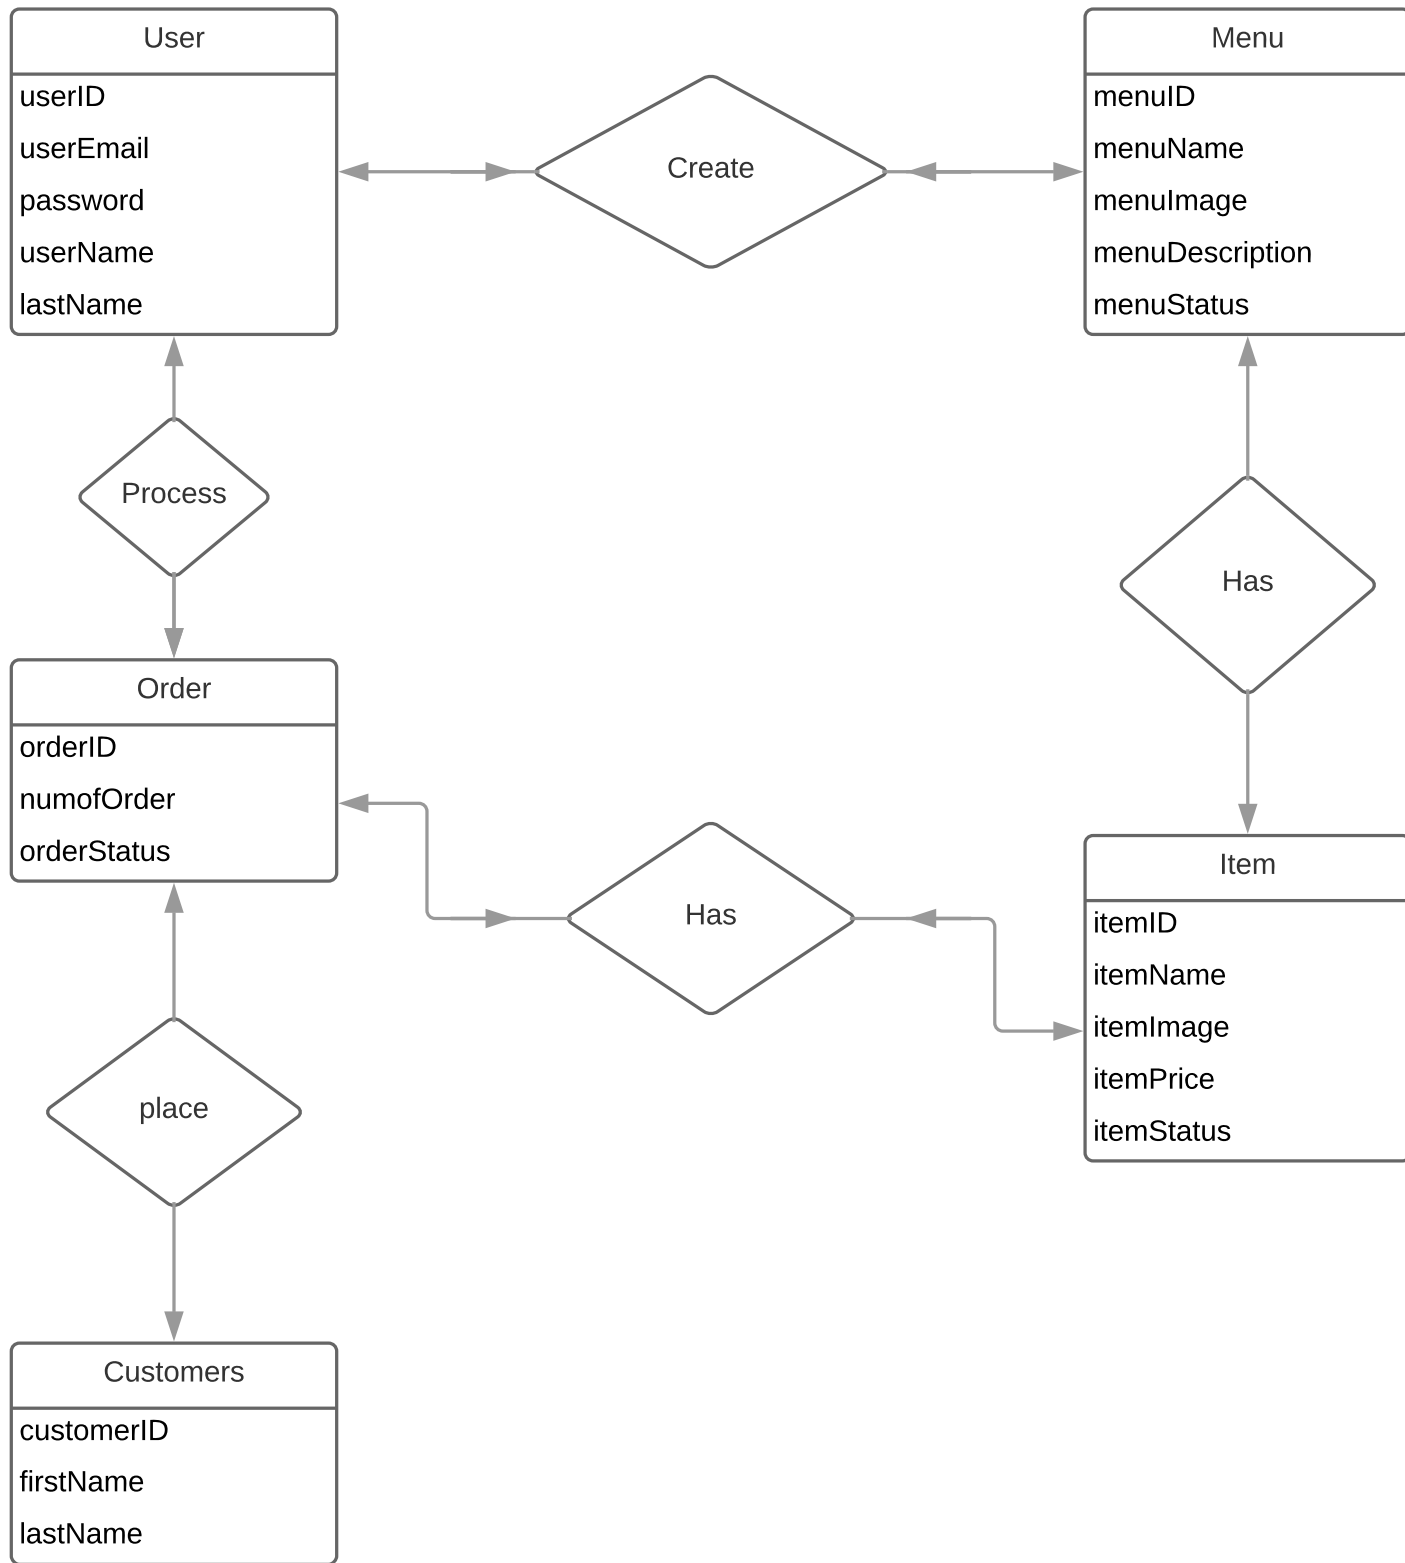 User
userID
userEmail
password
userName
lastName
Create
Menu
menuID
menuName
menuImage
menuDescription
menuStatus
Process
Has
Order
orderID
numofOrder
orderStatus
Has
Item
itemID
itemName
itemImage
itemPrice
itemStatus
place
Customers
customerID
firstName
lastName